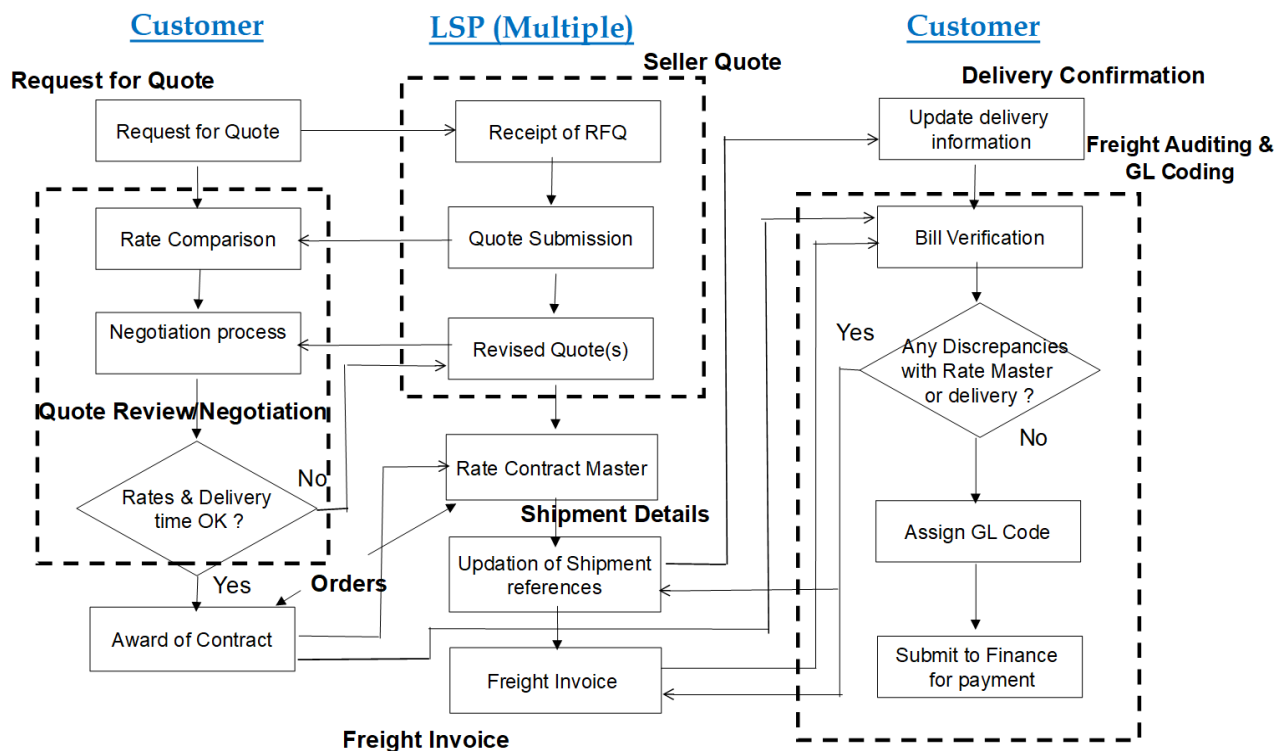 Customer
LSP (Multiple)
Customer
Request for Quote
Seller Quote
Delivery Confirmation
Request for Quote
Receipt of RFQ
Update delivery
information
Freight Auditing &
GL Coding
Rate Comparison
Quote Submission
Bill Verification
Negotiation process
Revised Quote(s)
Yes
Any Discrepancies
with Rate Master
or delivery ?
Quote Review/Negotiation
No
Rates & Delivery
time OK ?
No
Rate Contract Master
Shipment Details
Assign GL Code
Yes
Orders
Updation of Shipment
references
Award of Contract
Freight Invoice
Submit to Finance
for payment
Freight Invoice